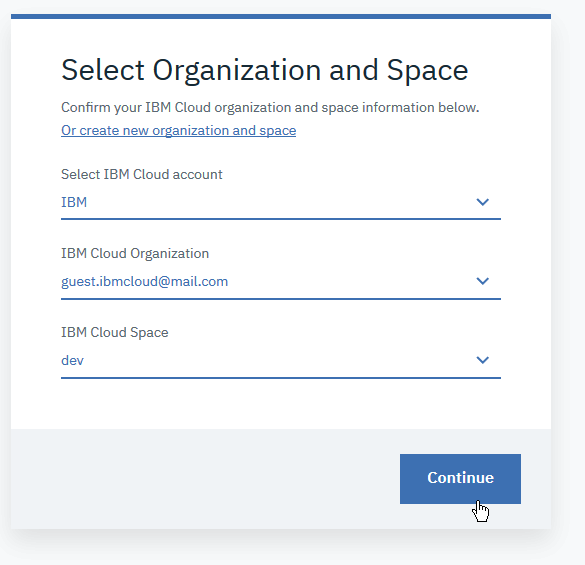 Select Organization and Space
Confirm your IBM Cloud organization and space information below.
Or create new organization and space
Select IBM Cloud account
IBM
IBM Cloud Organization
guest.ibmcloud@mail.com
IBM Cloud Space
dev
Continue